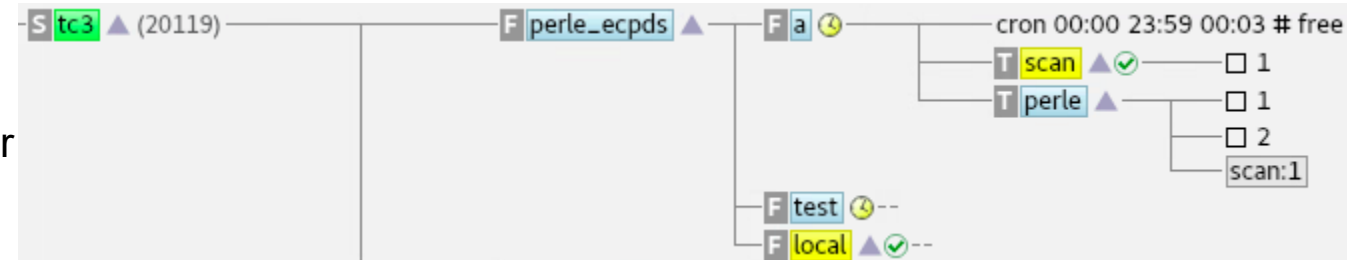 S tc3 (20119) F perle_ecpds F a cron 00:00 23:59 00:03 # free
T scan 1
T perle 1
r 2
scan:1
F test --
F local --